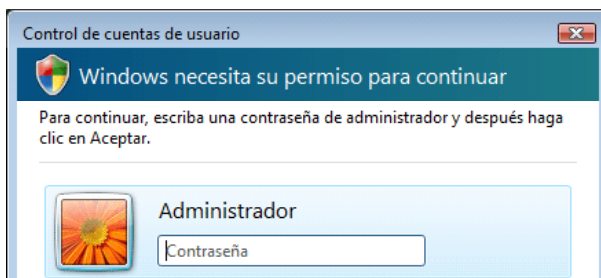 Control de cuentas de usuario
Windows necesita su permiso para continuar
Para continuar, escriba una contraseña de administrador y después haga
clic en Aceptar.
Administrador
Contraseña